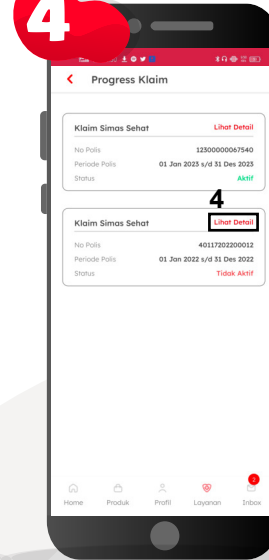 4
Progress Klaim
Klaim Simas Sehat Lihat Detail
No Polis 12300000067540
Periode Polis 01 Jan 2023 s/d 31 Des 2023
Status Aktif
4
Klaim Simas Sehat Lihat Detail
No Polis 40117202200012
Periode Polis 01 Jan 2022 s/d 31 Des 2022
Status Tidak Aktif
2
Home Produk Profil Layanan Inbox